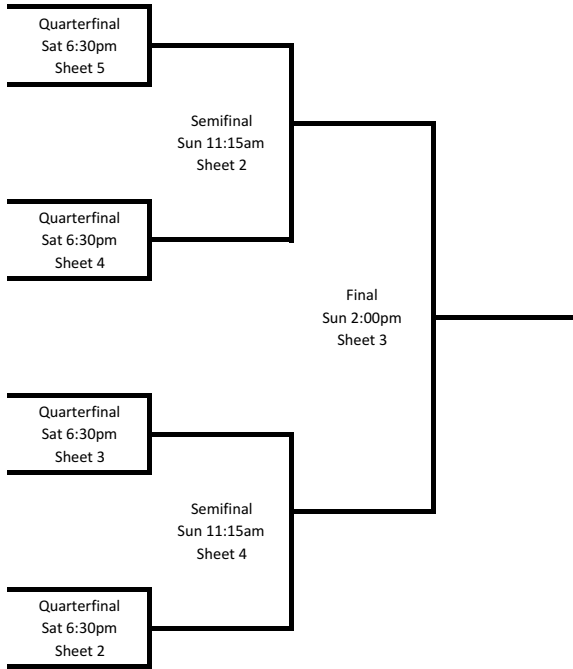 Quarterfinal
Sat 6:30pm
Sheet 5
Semifinal
Sun 11:15am
Sheet 2
Quarterfinal
Sat 6:30pm
Sheet 4
Final
Sun 2:00pm
Sheet 3
Quarterfinal
Sat 6:30pm
Sheet 3
Semifinal
Sun 11:15am
Sheet 4
Quarterfinal
Sat 6:30pm
Sheet 2